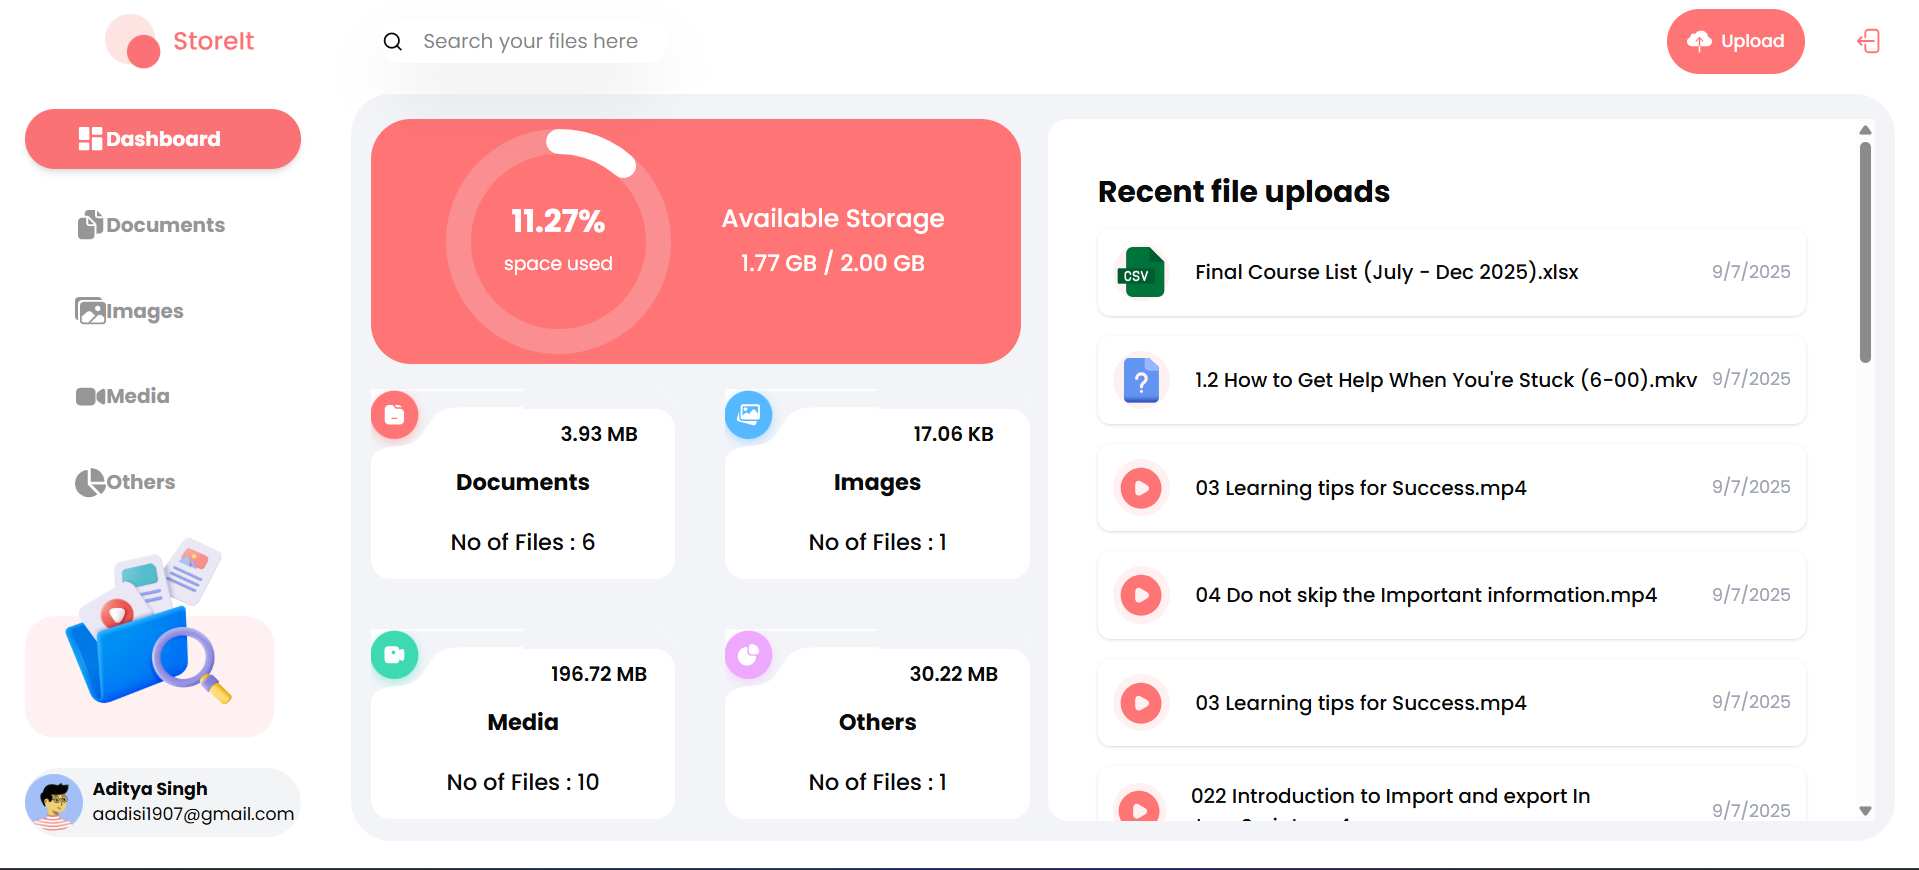 StoreIt
Search your files here
Upload
Dashboard
Documents
Images
Media
Others
Aditya Singh
aadisi1907@gmail.com
11.27%
space used
Available Storage
1.77 GB / 2.00 GB
3.93 MB
Documents
No of Files : 6
17.06 KB
Images
No of Files : 1
196.72 MB
Media
No of Files : 10
30.22 MB
Others
No of Files : 1
Recent file uploads
CSV
Final Course List (July - Dec 2025).xlsx
9/7/2025
?
1.2 How to Get Help When You're Stuck (6-00).mkv
9/7/2025
03 Learning tips for Success.mp4
9/7/2025
04 Do not skip the Important information.mp4
9/7/2025
03 Learning tips for Success.mp4
9/7/2025
022 Introduction to Import and export In
9/7/2025